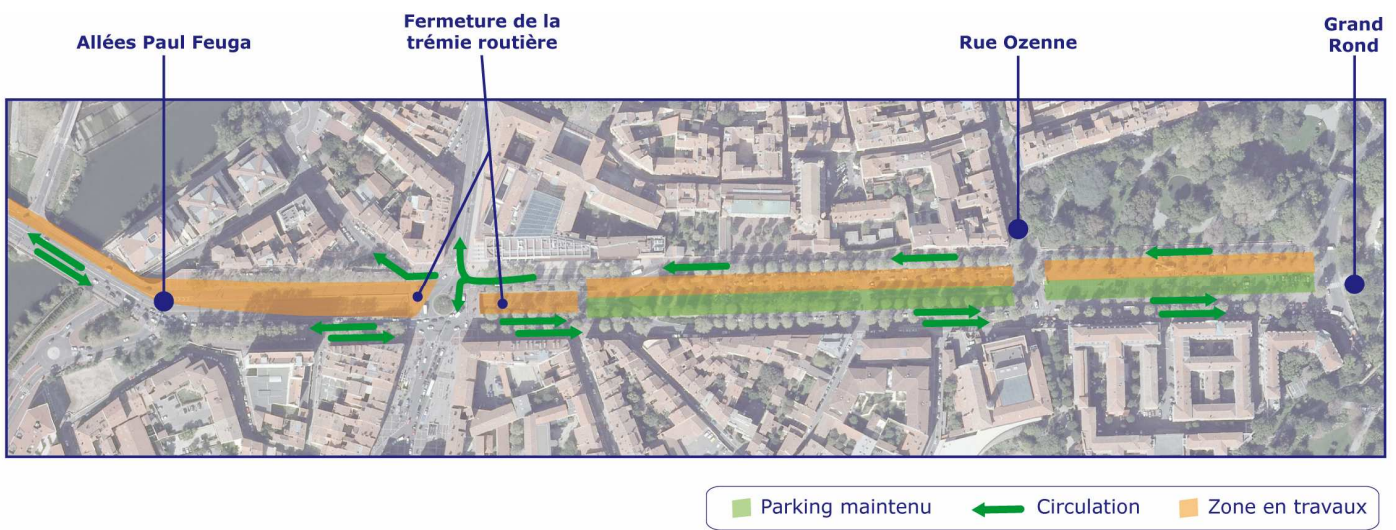 Allées Paul Feuga
Fermeture de la
trémie routière
Rue Ozenne
Grand
Rond
Parking maintenu
Circulation
Zone en travaux